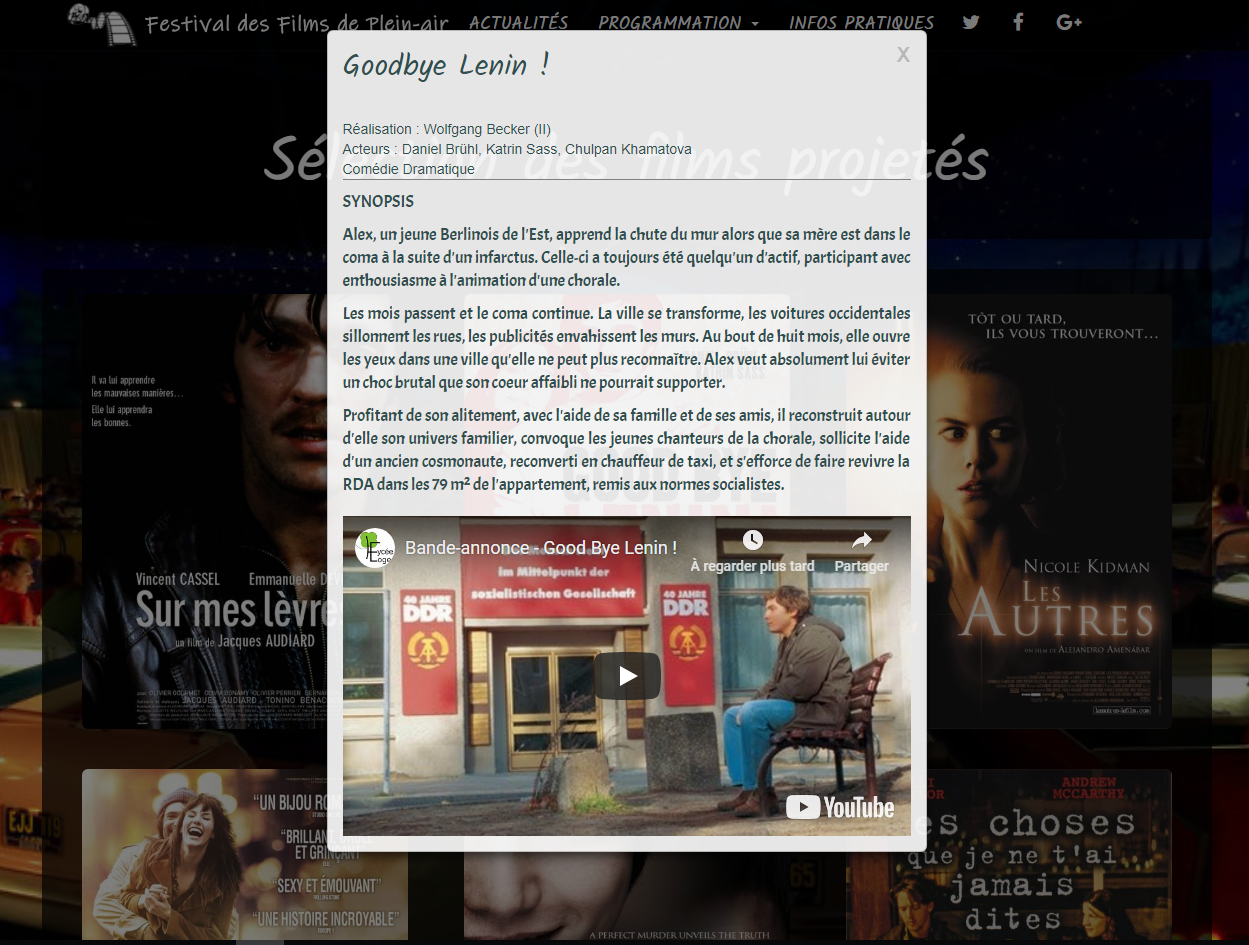 Festival des Films de Plein-air ACTUALITÉS PROGRAMMATION INFOS PRATIQUES
Goodbye Lenin !
X
Réalisation : Wolfgang Becker (II)
Acteurs : Daniel Brühl, Katrin Sass, Chulpan Khamatova
Comédie Dramatique
Sélection des films projetés
SYNOPSIS
Alex, un jeune Berlinois de l'Est, apprend la chute du mur alors que sa mère est dans le
coma à la suite d'un infarctus. Celle-ci a toujours été quelqu'un d'actif, participant avec
enthousiasme à l'animation d'une chorale.
Les mois passent et le coma continue. La ville se transforme, les voitures occidentales
sillonnent les rues, les publicités envahissent les murs. Au bout de huit mois, elle ouvre
les yeux dans une ville qu'elle ne peut plus reconnaître. Alex veut absolument lui éviter
un choc brutal que son coeur affaibli ne pourrait supporter.
Profitant de son alitement, avec l'aide de sa famille et de ses amis, il reconstruit autour
d'elle son univers familier, convoque les jeunes chanteurs de la chorale, sollicite l'aide
d'un ancien cosmonaute, reconverti en chauffeur de taxi, et s'efforce de faire revivre la
RDA dans les 79 m² de l'appartement, remis aux normes socialistes.
Bande-annonce - Good Bye Lenin !
À regarder plus tard
Partager
im Mittelpunkt der
sozialistischen Gesellschaft
40 JAHRE
DDR
40 JAHRE
DDR
YouTube
Il va lui apprendre
les mauvaises manières...
Elle lui apprendra
les bonnes.
Vincent CASSEL Emmanuelle
Sur mes lèvre
un film de Jacques AUDIARD
KATRIN SASS
GOOD BYE
TÔT OU TARD,
ILS VOUS TROUVERONT...
NICOLE KIDMAN
LES
AUTRES
UN FILM DE ALEJANDRO AMENÁBAR
lesautres-lefilm.com
EJJ 119
"UN BIJOU
"BRILLANT,
ET GRINÇANT"
"SEXY ET ÉMOUVANT"
"UNE HISTOIRE INCROYABLE"
A PERFECT MURDER UNVEILS THE TRUTH
65
ANDREW
MCCARTHY
es choses
que je ne t'ai
jamais
dites